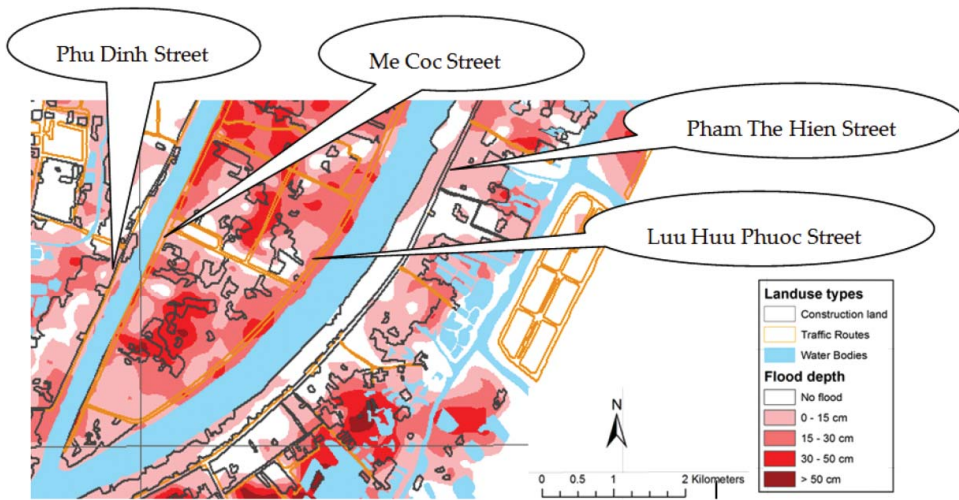 Phu Dinh Street
Me Coc Street
Pham The Hien Street
Luu Huu Phuoc Street
Landuse types
Construction land
Traffic Routes
Water Bodies
Flood depth
No flood
0 - 15 cm
15 - 30 cm
30 - 50 cm
> 50 cm
N
0 0.5 1 2 Kilometers